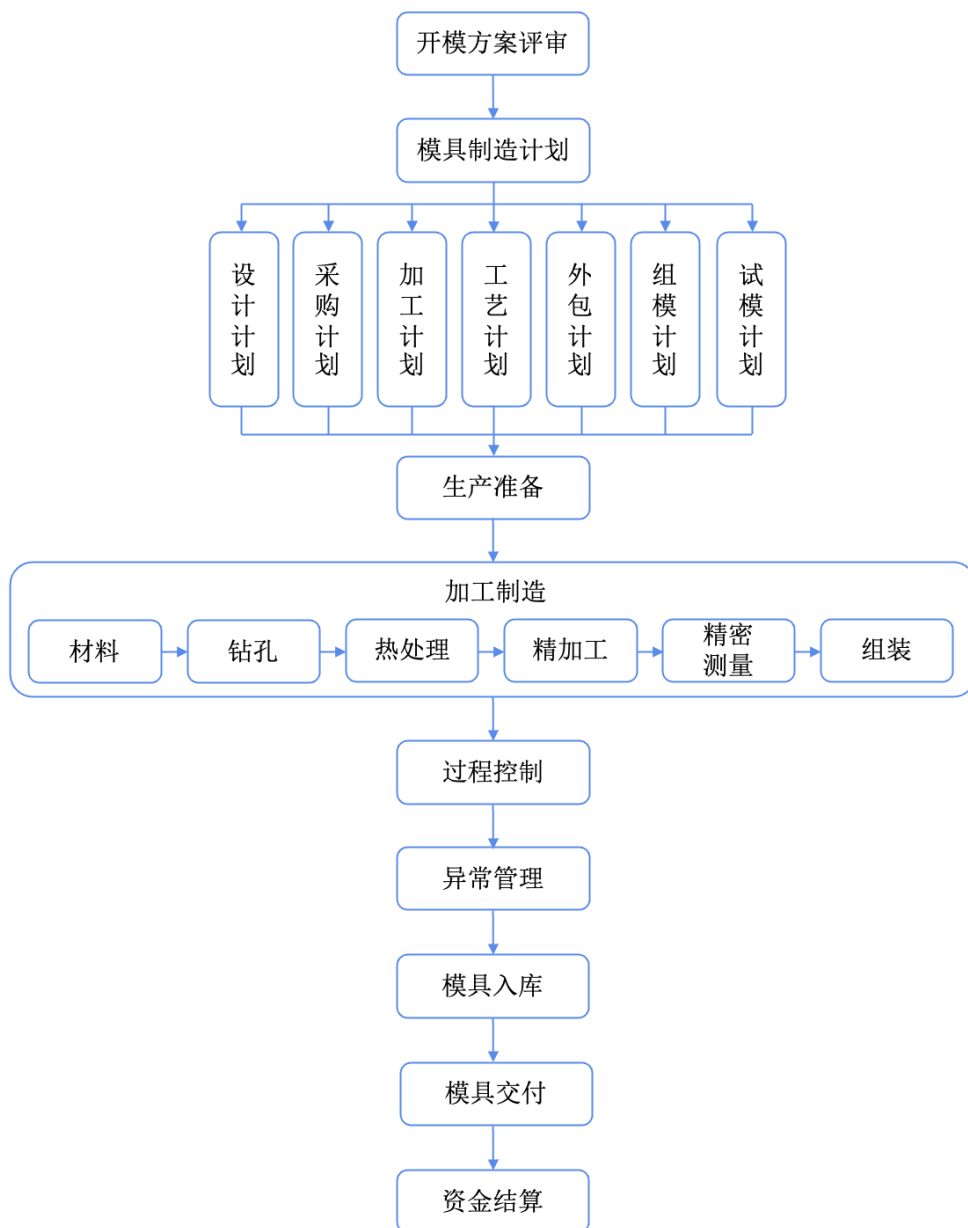 开模方案评审
模具制造计划
设计计划
采购计划
加工计划
工艺计划
外包计划
组模计划
试模计划
生产准备
加工制造
材料
钻孔
热处理
精加工
精密
测量
组装
过程控制
异常管理
模具入库
模具交付
资金结算